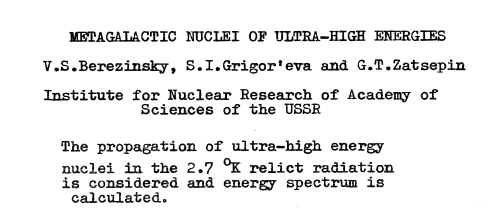 METAGALACTIC NUCLEI OF ULTRA-HIGH ENERGIES
V.S.Berezinsky, S.I.Grigor'eva and G.T.Zatsepin
Institute for Nuclear Research of Academy of
Sciences of the USSR
The propagation of ultra-high energy
nuclei in the 2.7 °K relict radiation
is considered and energy spectrum is
calculated.